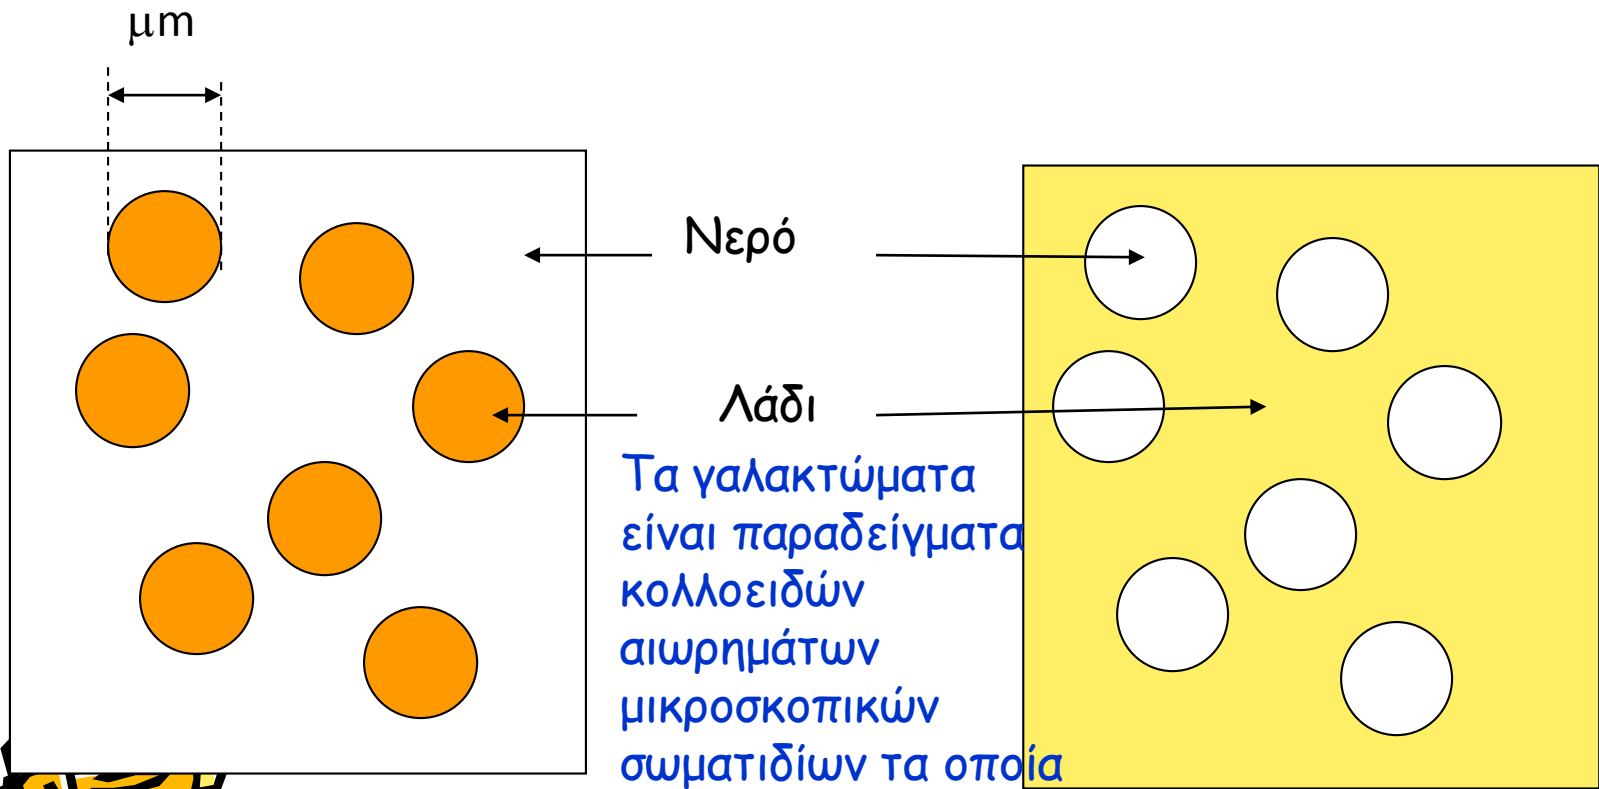 μm
Νερό
Λάδι
Τα γαλακτώματα
είναι παραδείγματα
κολλοειδών
αιωρημάτων
μικροσκοπικών
σωματιδίων τα οποία